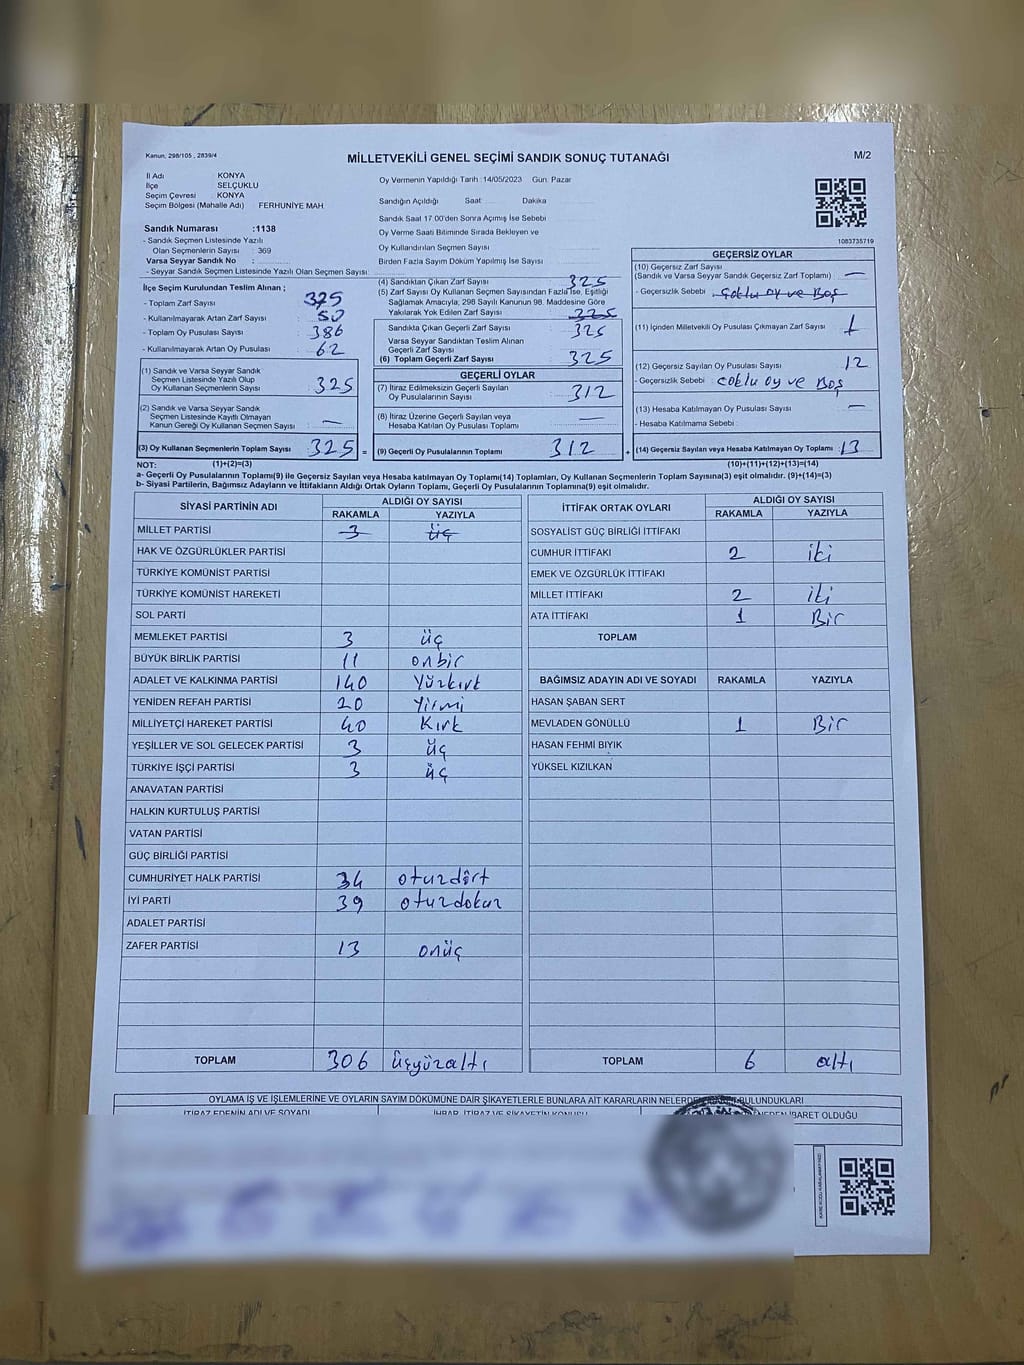 Kanun; 298/105 , 2839/4
MİLLETVEKİLİ GENEL SEÇİMİ SANDIK SONUÇ TUTANAĞI
M/2
İl Adı : KONYA
İlçe : SELÇUKLU
Seçim Çevresi : KONYA
Seçim Bölgesi (Mahalle Adı) : FERHUNİYE MAH.
Sandık Numarası :1138
- Sandık Seçmen Listesinde Yazılı
Olan Seçmenlerin Sayısı : 369
Varsa Seyyar Sandık No :
- Seyyar Sandık Listesinde Yazılı Olan Seçmen Sayısı:
Oy Vermenin Yapıldığı Tarih :14/05/2023 Gün: Pazar
Sandığın Açıldığı Saat Dakika
Sandık Saat 17.00'den Sonra Açımış İse Sebebi
Oy Verme Saati Bitiminde Sırada Bekleyen ve
Oy Kullandırılan Seçmen Sayısı
Birden Fazla Sayım Döküm Yapılmış İse Sayısı
1083735719
İlçe Seçim Kurulundan Teslim Alınan ;
- Toplam Zarf Sayısı : 375
- Kullanılmayarak Artan Zarf Sayısı : 50
- Toplam Oy Pusulası Sayısı : 386
- Kullanılmayarak Artan Oy Pusulası : 62
(1) Sandık ve Varsa Seyyar Sandık
Seçmen Listesinde Yazılı Olup
Oy Kullanan Seçmenlerin Sayısı : 325
(2) Sandık ve Varsa Seyyar Sandık
Seçmen Listesinde Kayıtlı Olmayan
Kanun Gereği Oy Kullanan Seçmen Sayısı : —
(3) Oy Kullanan Seçmenlerin Toplam Sayısı : 325 =
(4) Sandıktan Çıkan Zarf Sayısı : 325
(5) Zarf Sayısı Oy Kullanan Seçmen Sayısından Fazla İse, Eşitliği
Sağlamak Amacıyla; 298 Sayılı Kanunun 98. Maddesine Göre
Yakılarak Yok Edilen Zarf Sayısı : 325
Sandıkta Çıkan Geçerli Zarf Sayısı : 325
Varsa Seyyar Sandıktan Teslim Alınan
Geçerli Zarf Sayısı
(6) Toplam Geçerli Zarf Sayısı : 325
GEÇERLİ OYLAR
(7) İtiraz Edilmeksizin Geçerli Sayılan
Oy Pusulasının Sayısı : 312
(8) İtiraz Üzerine Geçerli Sayılan veya
Hesaba Katılan Oy Pusulası Toplamı : —
(9) Geçerli Oy Pusulalarının Toplamı : 312 +
GEÇERSİZ OYLAR
(10) Geçersiz Zarf Sayısı
(Sandık ve Varsa Seyyar Sandık Geçersiz Zarf Toplamı) : —
- Geçersizlik Sebebi : Çoklu oy ve Boş
(11) İçinden Milletvekili Oy Pusulası Çıkmayan Zarf Sayısı : 1
(12) Geçersiz Sayılan Oy Pusulası Sayısı : 12
- Geçersizlik Sebebi : Çoklu oy ve Boş
(13) Hesaba Katılmayan Oy Pusulası Sayısı : —
- Hesaba Katılmama Sebebi :
(14) Geçersiz Sayılan veya Hesaba Katılmayan Oy Pusulası Toplamı : 13
NOT: (1)+(2)=(3) (10)+(11)+(12)+(13)=(14)
a- Geçerli Oy Pusulalarının Toplamı(9) ile Geçersiz Sayılan veya Hesaba katılmayan Oy Pusulası Toplamı(14) Toplamları, Oy Kullanan Seçmenlerin Toplam Sayısına(3) eşit olmalıdır. (9)+(14)=(3)
b- Siyasi Partilerin, Bağımsız Adayların ve İttifakların Aldığı Ortak Oyların Toplamı, Geçerli Oy Pusulalarının Toplamına(9) eşit olmalıdır.
SİYASİ PARTİNİN ADI ALDIĞI OY SAYISI
RAKAMLA YAZIYLA
MİLLET PARTİSİ 3 üç
HAK VE ÖZGÜRLÜKLER PARTİSİ
TÜRKİYE KOMÜNİST PARTİSİ
TÜRKİYE KOMÜNİST HAREKETİ
SOL PARTİ
MEMLEKET PARTİSİ 3 üç
BÜYÜK BİRLİK PARTİSİ 11 onbir
ADALET VE KALKINMA PARTİSİ 140 Yüzkırk
YENİDEN REFAH PARTİSİ 20 Yirmi
MİLLİYETÇİ HAREKET PARTİSİ 40 Kırk
YEŞİLLER VE SOL GELECEK PARTİSİ 3 üç
TÜRKİYE İŞÇİ PARTİSİ 3 üç
ANAVATAN PARTİSİ
HALKIN KURTULUŞ PARTİSİ
VATAN PARTİSİ
GÜÇ BİRLİĞİ PARTİSİ
CUMHURİYET HALK PARTİSİ 34 otuzdört
İYİ PARTİ 39 otuzdokuz
ADALET PARTİSİ
ZAFER PARTİSİ 13 onüç
TOPLAM 306 üçyüzaltı
İTTİFAK ORTAK OYLARI ALDIĞI OY SAYISI
RAKAMLA YAZIYLA
SOSYALİST GÜÇ BİRLİĞİ İTTİFAKI
CUMHUR İTTİFAKI 2 iki
EMEK VE ÖZGÜRLÜK İTTİFAKI
MİLLET İTTİFAKI 2 iki
ATA İTTİFAKI 1 Bir
TOPLAM
BAĞIMSIZ ADAYIN ADI VE SOYADI RAKAMLA YAZIYLA
HASAN ŞABAN SERT
MEVLADEN GÖNÜLLÜ 1 Bir
HASAN FEHMİ BIYIK
YÜKSEL KIZILKAN
TOPLAM 6 altı
OYLAMA İŞ VE İŞLEMLERİNE VE OYLARIN SAYIM DÖKÜMÜNE DAİR ŞİKAYETLERLE BUNLARA AİT KARARLARIN BULUNDUKLARI
İTİRAZ EDENİN ADI VE SOYADI İHBAR, İTİRAZ VE ŞİKAYETİN KONUSU İBARET OLDUĞU